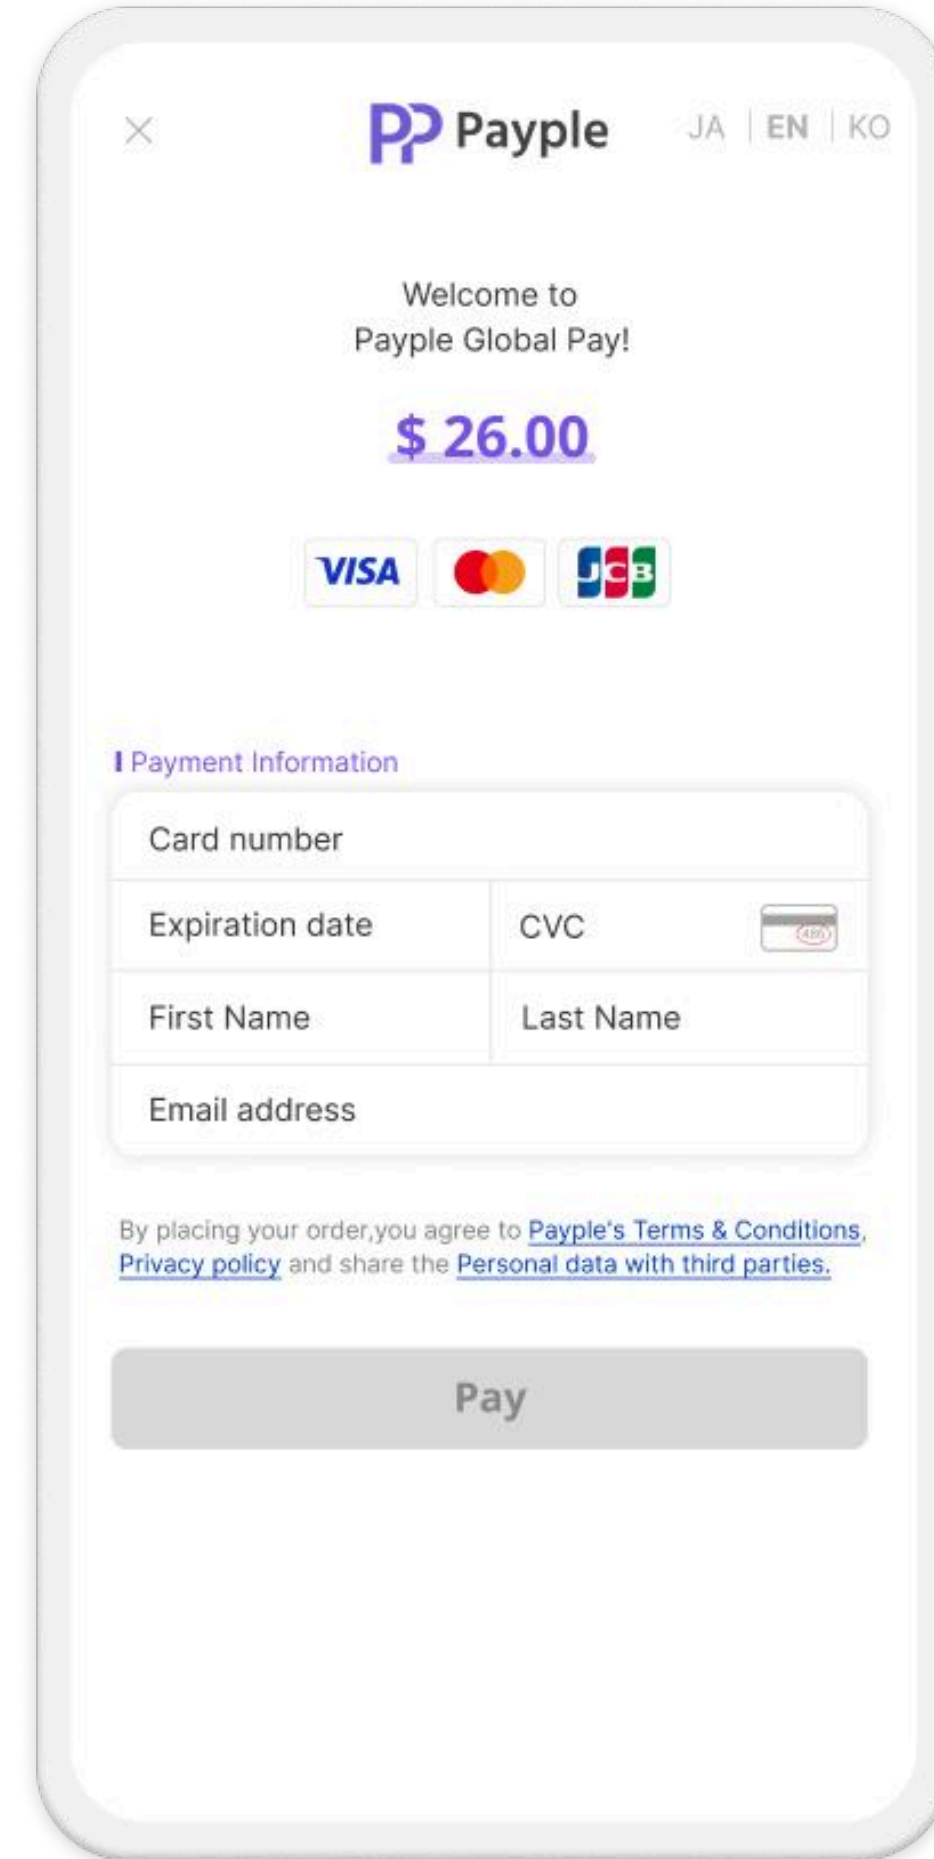 Payple
JA | EN | KO
Welcome to
Payple Global Pay!
$ 26.00
VISA
JCB
Payment Information
Card number
Expiration date
CVC
486
First Name
Last Name
Email address
By placing your order,you agree to Payple's Terms & Conditions,
Privacy policy and share the Personal data with third parties.
Pay